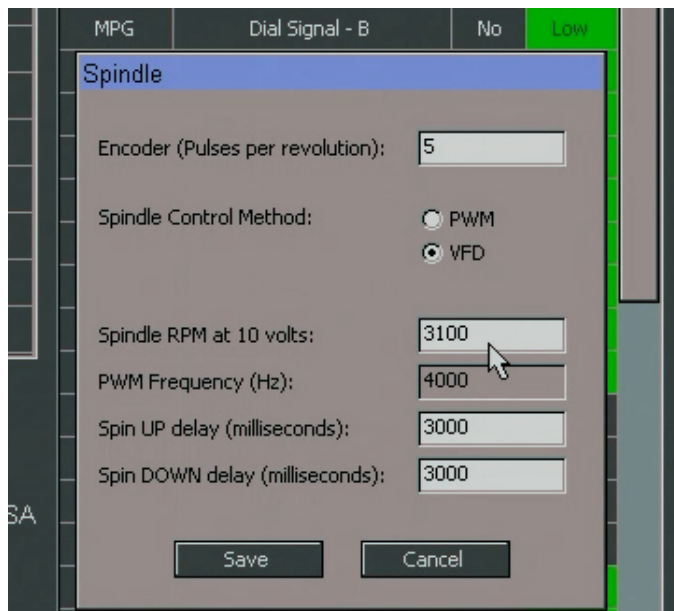 MPG Dial Signal - B No Low
Spindle
Encoder (Pulses per revolution): 5
Spindle Control Method: PWM
VFD
Spindle RPM at 10 volts: 3100
PWM Frequency (Hz): 4000
Spin UP delay (milliseconds): 3000
Spin DOWN delay (milliseconds): 3000
SA
Save Cancel